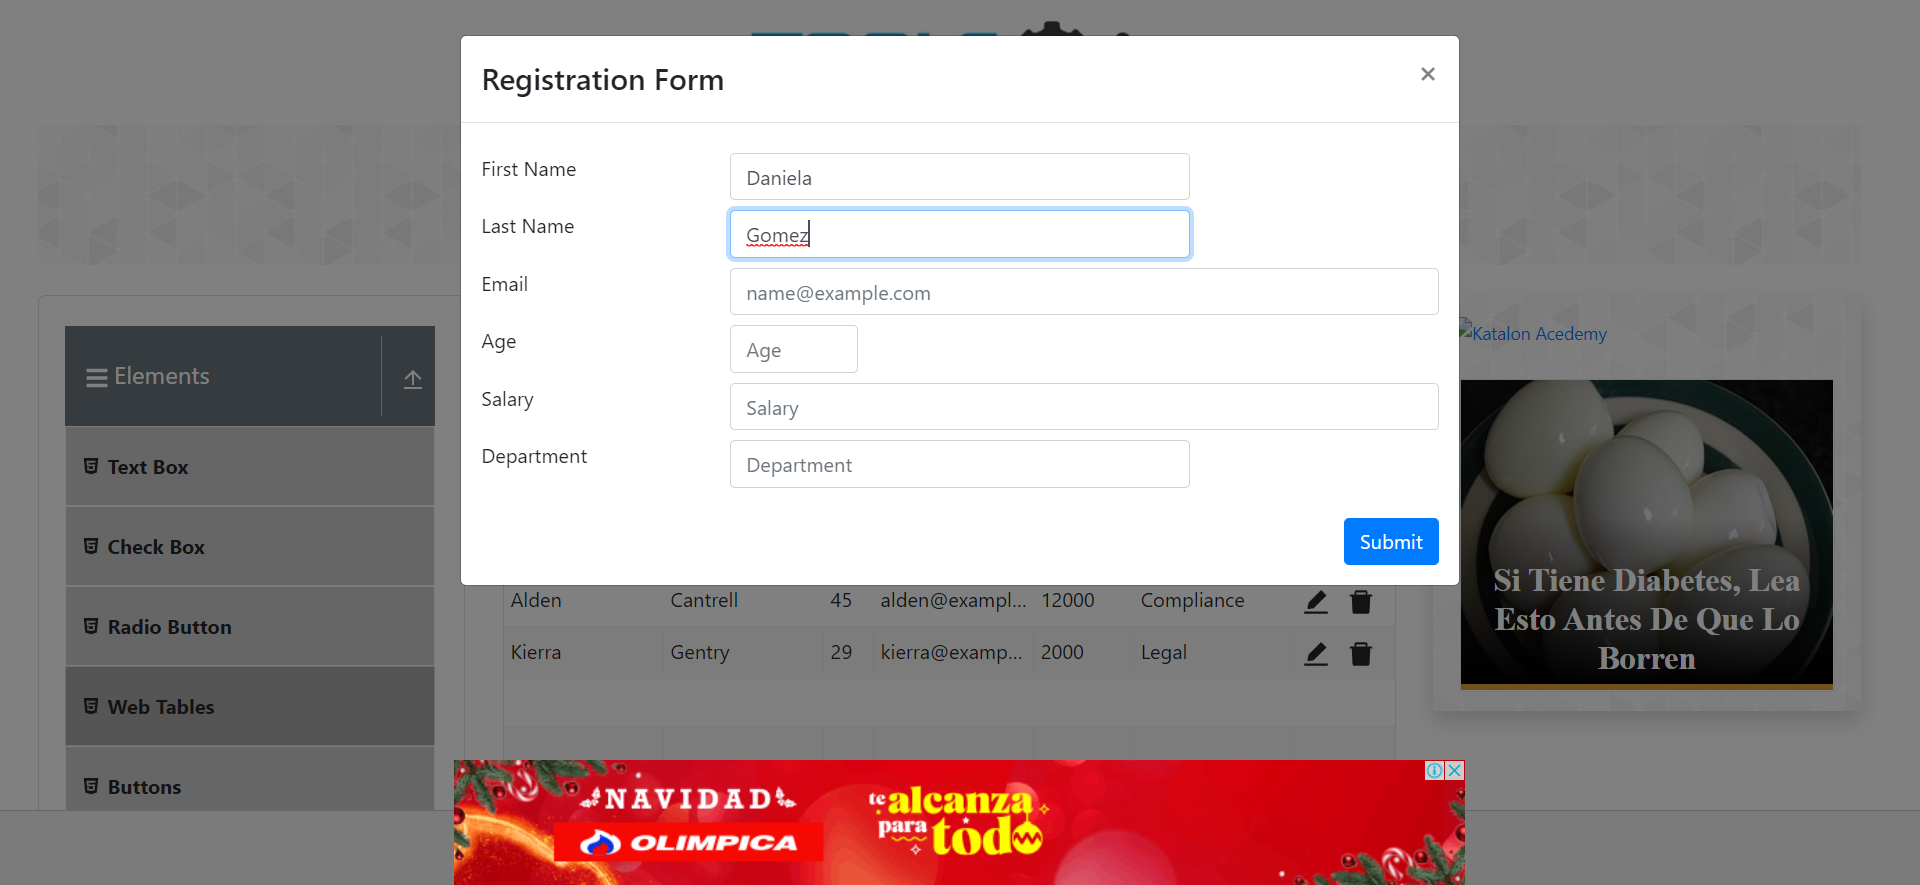 Registration Form
×
First Name
Daniela
Last Name
Gomez
Email
name@example.com
Age
Age
Salary
Salary
Department
Department
Submit
Elements
Text Box
Check Box
Radio Button
Web Tables
Buttons
Alden Cantrell 45 alden@exampl... 12000 Compliance
Kierra Gentry 29 kierra@examp... 2000 Legal
Katalon Acedemy
Si Tiene Diabetes, Lea
Esto Antes De Que Lo
Borren
NAVIDAD
OLIMPICA
te alcanza
para todo